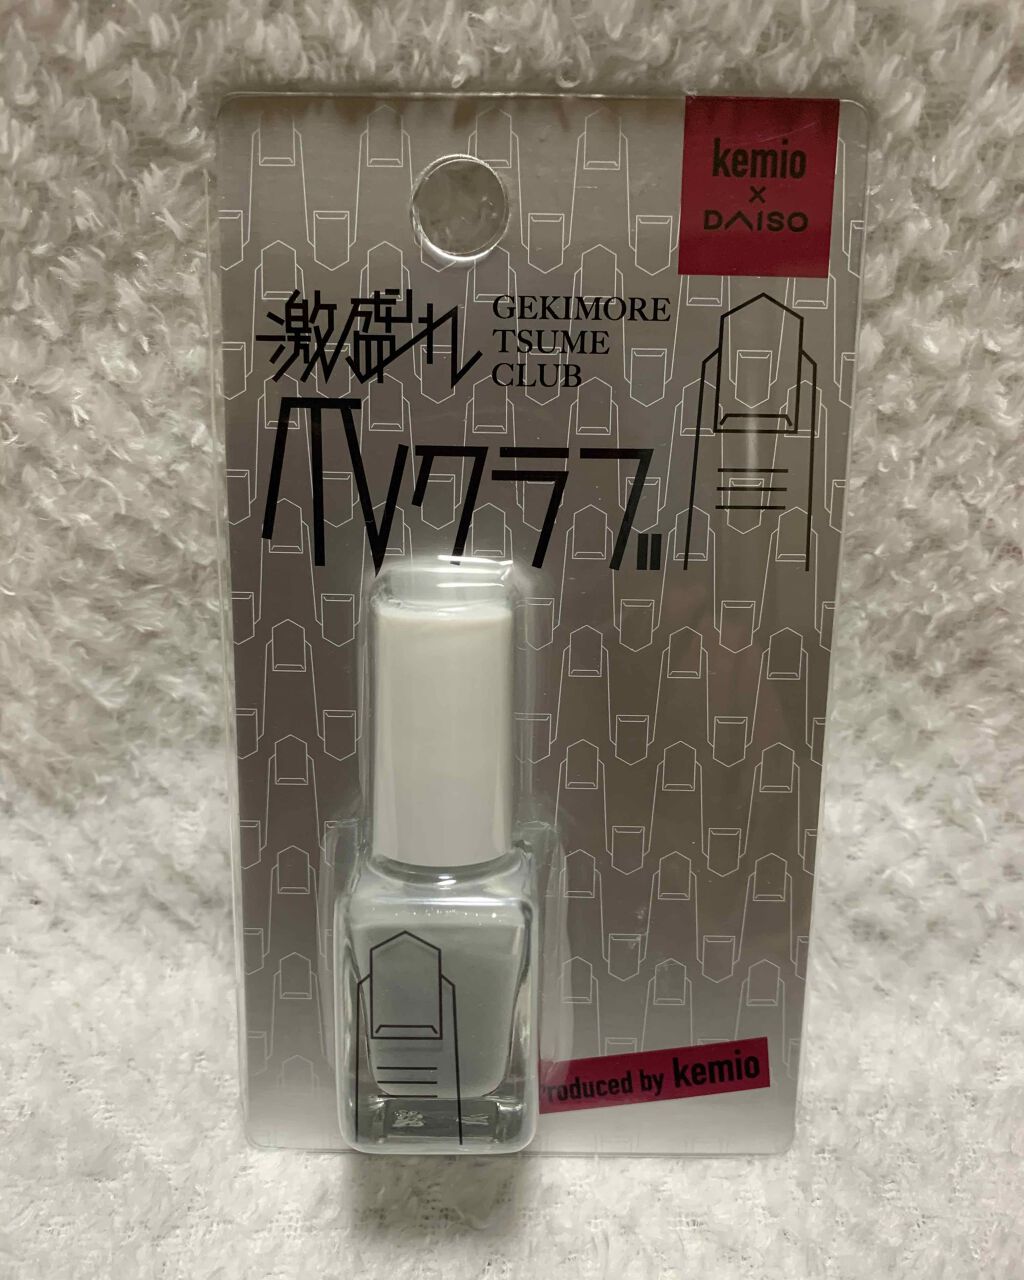 kemio
×
DAISO
激盛れ
GEKIMORE
TSUME
CLUB
爪クラブ
Produced by kemio